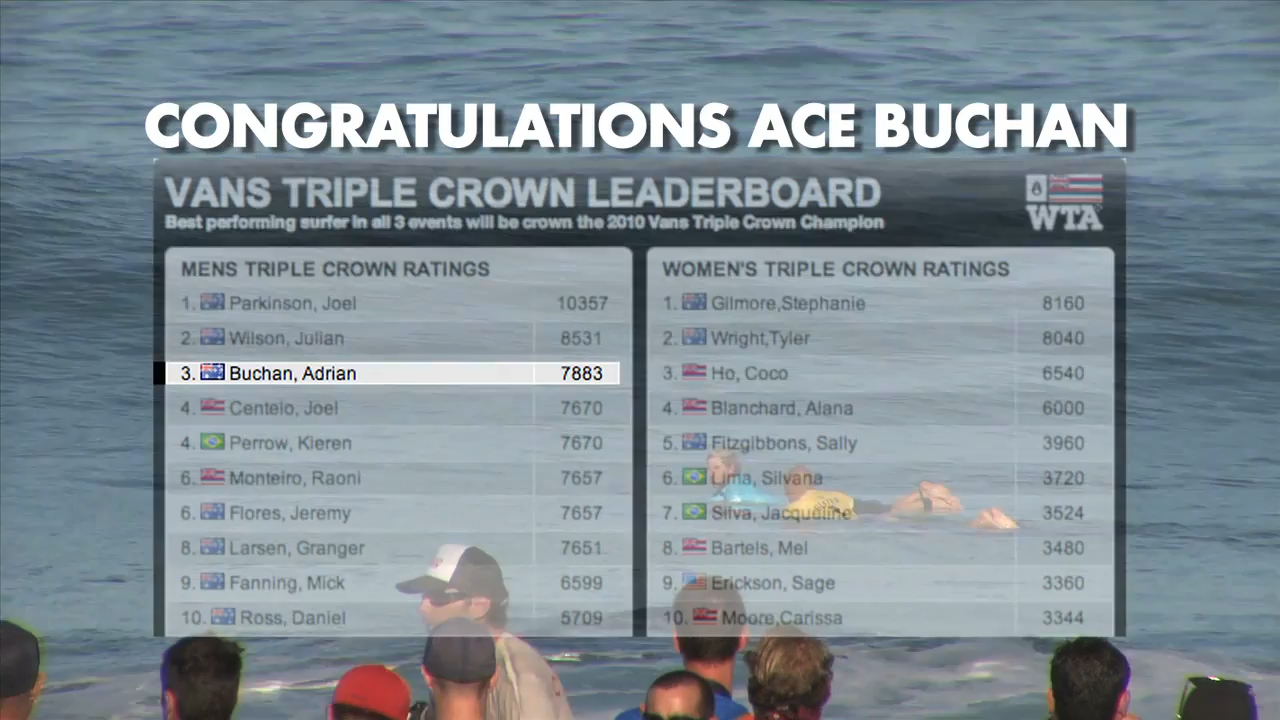 CONGRATULATIONS ACE BUCHAN
VANS TRIPLE CROWN LEADERBOARD
Best performing surfer in all 3 events will be crown the 2010 Vans Triple Crown Champion
WTA
MENS TRIPLE CROWN RATINGS
1. Parkinson, Joel 10357
2. Wilson, Julian 8531
3. Buchan, Adrian 7883
4. Centeio, Joel 7670
4. Perrow, Kieren 7670
6. Monteiro, Raoni 7657
6. Flores, Jeremy 7657
8. Larsen, Granger 7651
9. Fanning, Mick 6599
10. Ross, Daniel 5709
WOMEN'S TRIPLE CROWN RATINGS
1. Gilmore,Stephanie 8160
2. Wright,Tyler 8040
3. Ho, Coco 6540
4. Blanchard, Alana 6000
5. Fitzgibbons, Sally 3960
6. Lima, Silvana 3720
7. Silva, Jacqueline 3524
8. Bartels, Mel 3480
9. Erickson, Sage 3360
10. Moore,Carissa 3344